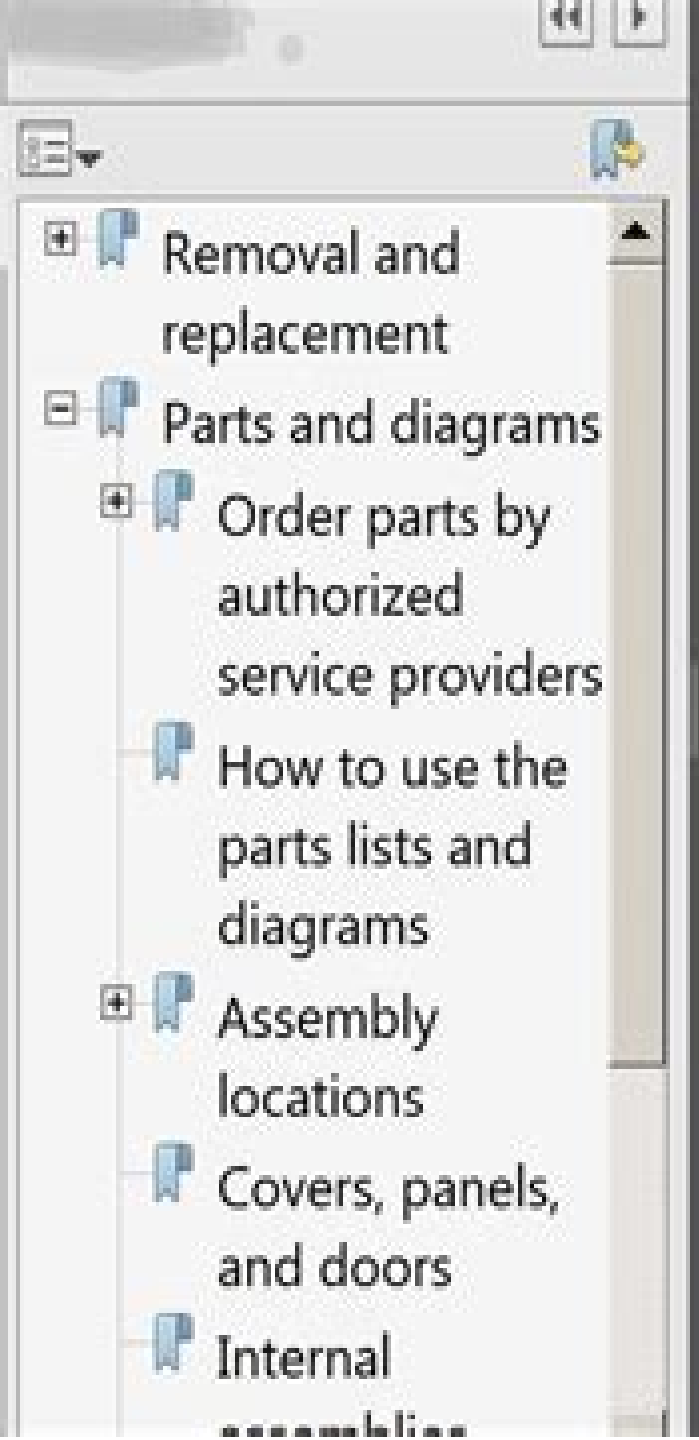 Removal and
replacement
Parts and diagrams
Order parts by
authorized
service providers
How to use the
parts lists and
diagrams
Assembly
locations
Covers, panels,
and doors
Internal
assemblies